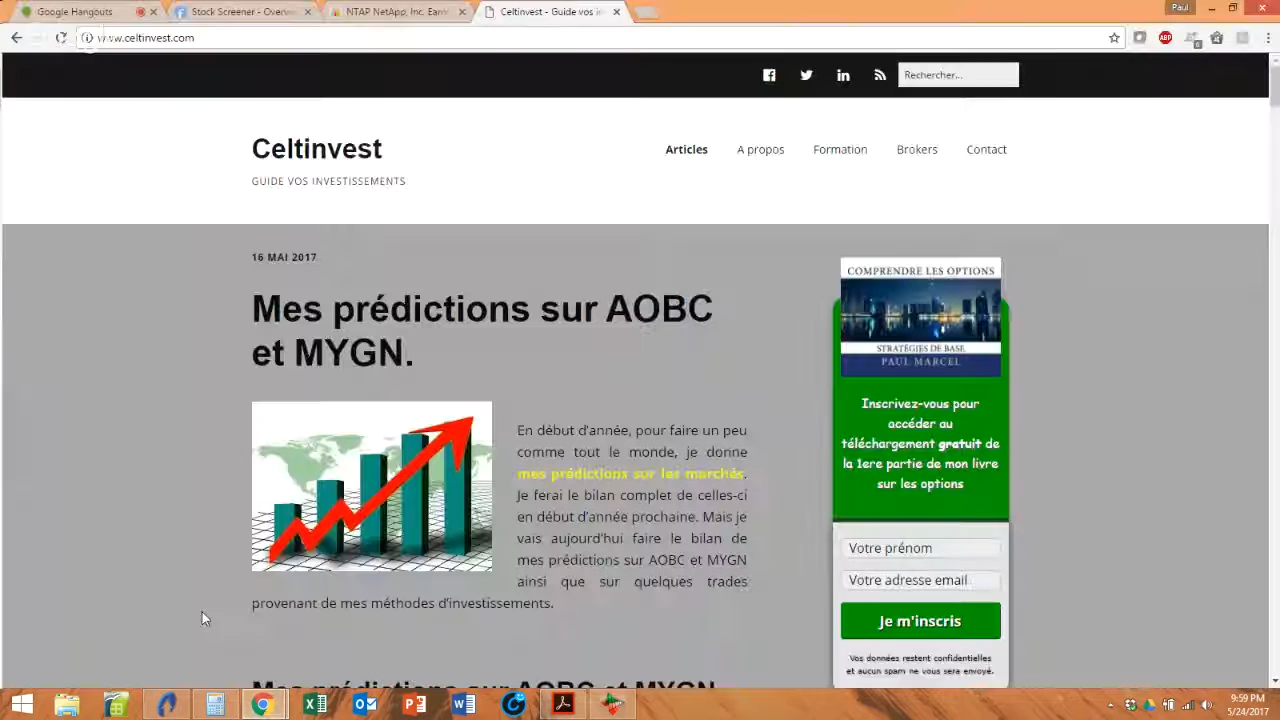 Google Hangouts
Stock Screener - Overvi
NTAP NetApp, Inc. Earn
Celtinvest - Guide vos in
Paul
www.celtinvest.com
Rechercher...
Celtinvest
GUIDE VOS INVESTISSEMENTS
Articles
A propos
Formation
Brokers
Contact
16 MAI 2017
Mes prédictions sur AOBC
et MYGN.
En début d'année, pour faire un peu
comme tout le monde, je donne
mes prédictions sur les marchés.
Je ferai le bilan complet de celles-ci
en début d'année prochaine. Mais je
vais aujourd'hui faire le bilan de
mes prédictions sur AOBC et MYGN
ainsi que sur quelques trades
provenant de mes méthodes d'investissements.
Mes prédictions sur AOBC et MYGN
COMPRENDRE LES OPTIONS
STRATÉGIES DE BASE
PAUL MARCEL
Inscrivez-vous pour
accéder au
téléchargement gratuit de
la 1ere partie de mon livre
sur les options
Votre prénom
Votre adresse email
Je m'inscris
Vos données restent confidentielles
et aucun spam ne vous sera envoyé.
9:59 PM
5/24/2017